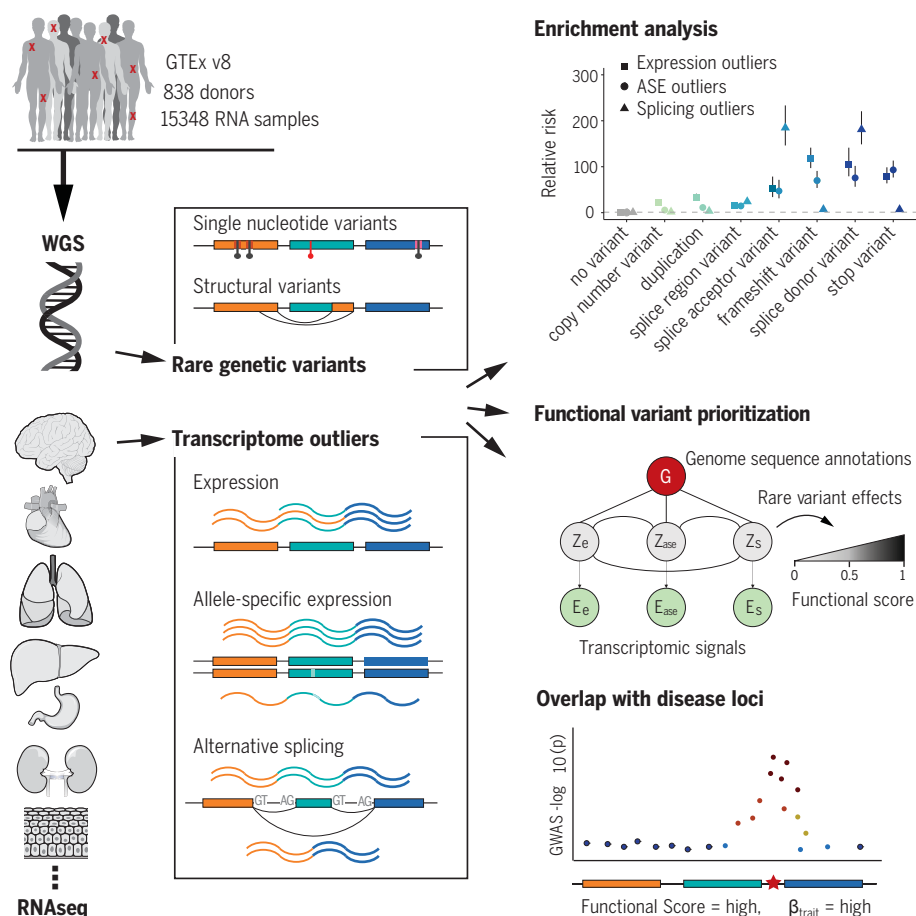 GTEx v8
838 donors
15348 RNA samples
WGS
Single nucleotide variants
Structural variants
Rare genetic variants
Transcriptome outliers
Expression
Allele-specific expression
Alternative splicing
GT AG GT AG
RNAseq
Enrichment analysis
Expression outliers
ASE outliers
Splicing outliers
Relative risk
300
200
100
0
no variant
copy number variant
duplication
splice region variant
splice acceptor variant
frameshift variant
splice donor variant
stop variant
Functional variant prioritization
Genome sequence annotations
G
Rare variant effects
Ze Zase Zs
0 0.5 1
Functional score
Ee Ease Es
Transcriptomic signals
Overlap with disease loci
GWAS -log 10 (p)
Functional Score = high, βtrait = high